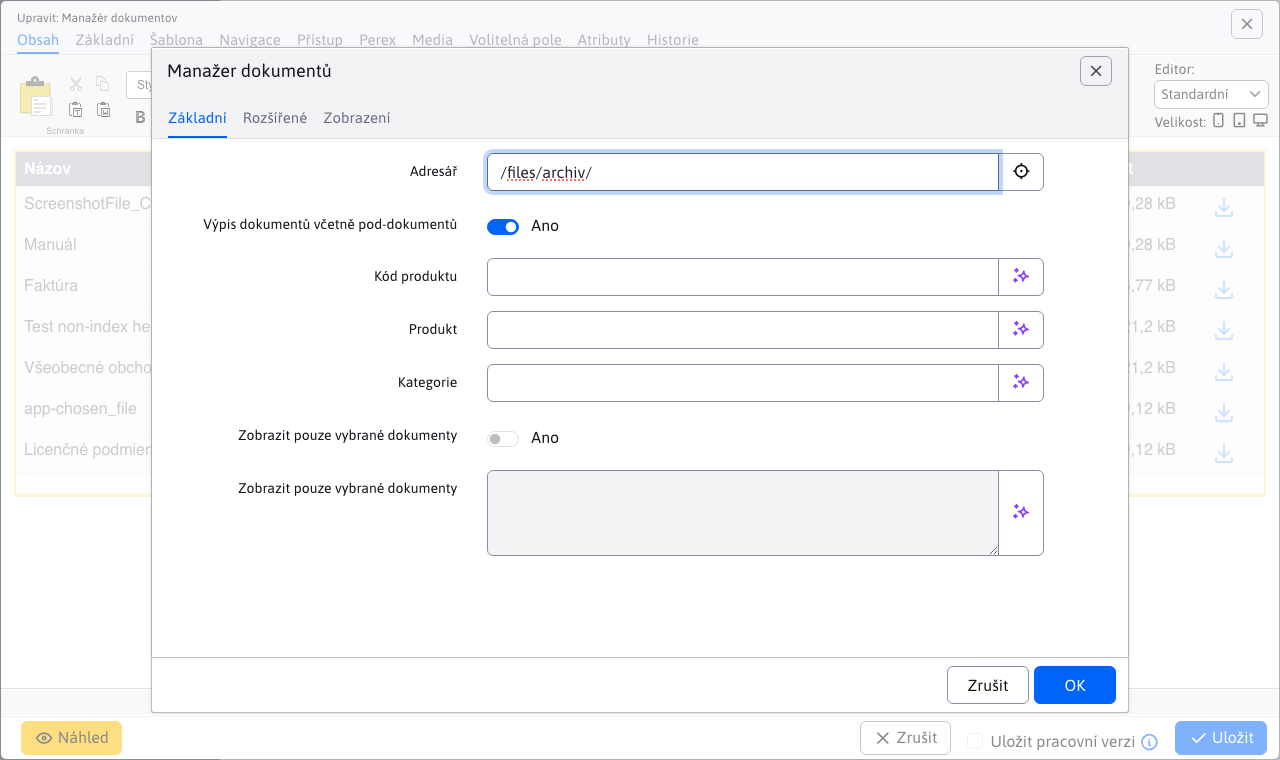 Upravit: Manažér dokumentov
Obsah Základní Šablona Navigace Přístup Perex Media Volitelná pole Atributy Historie
Manažer dokumentů
Základní Rozšířené Zobrazení
Adresář
/files/archiv/
Výpis dokumentů včetně pod-dokumentů
Ano
Kód produktu
Produkt
Kategorie
Zobrazit pouze vybrané dokumenty
Ano
Zobrazit pouze vybrané dokumenty
Zrušit OK
Schránka
B
Editor:
Standardní
Velikost:
Názov
ScreenshotFile_C
,28 kB
Manuál
,28 kB
Faktúra
,77 kB
Test non-index he
1,2 kB
Všeobecné obcho
1,2 kB
app-chosen_file
,12 kB
Licenčné podmier
,12 kB
Náhled
Zrušit
Uložit pracovní verzi
Uložit